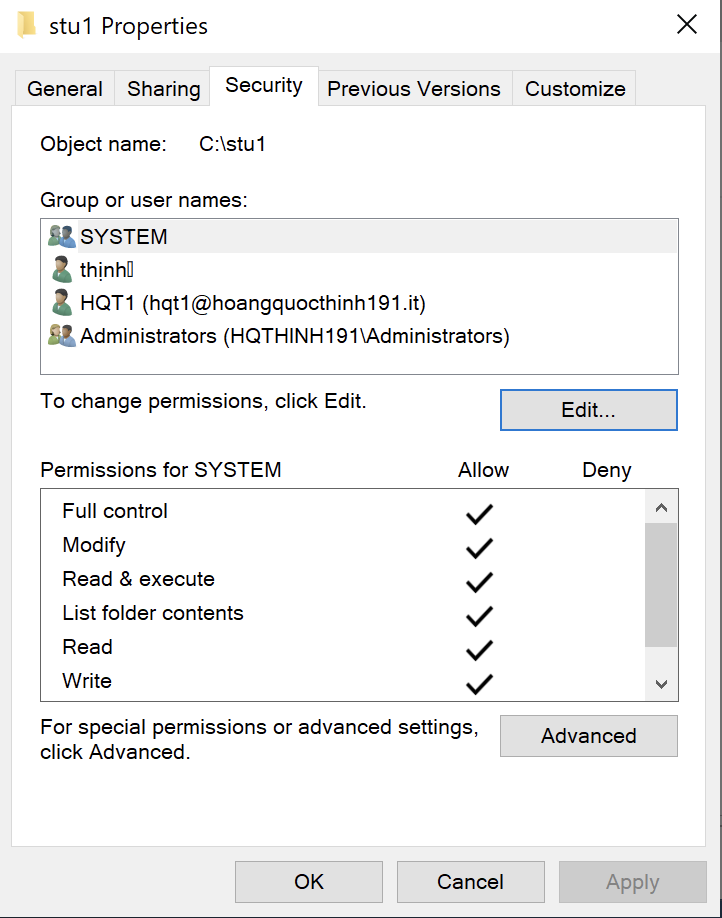 stu1 Properties
General Sharing Security Previous Versions Customize
Object name: C:\stu1
Group or user names:
SYSTEM
thịnh
HQT1 (hqt1@hoangquocthinh191.it)
Administrators (HQTHINH191\Administrators)
To change permissions, click Edit.
Edit...
Permissions for SYSTEM Allow Deny
Full control
Modify
Read & execute
List folder contents
Read
Write
For special permissions or advanced settings,
click Advanced.
Advanced
OK Cancel Apply